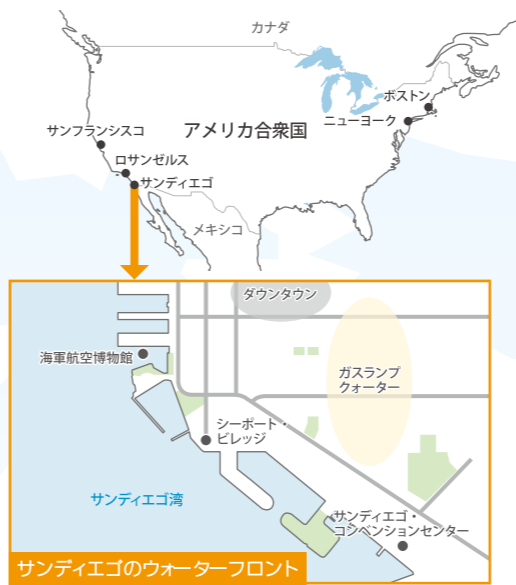 カナダ
ボストン
ニューヨーク
サンフランシスコ
アメリカ合衆国
ロサンゼルス
サンディエゴ
メキシコ
ダウンタウン
海軍航空博物館
ガスランプ
クォーター
シーポート・
ビレッジ
サンディエゴ湾
サンディエゴ・
コンベンションセンター
サンディエゴのウォーターフロント